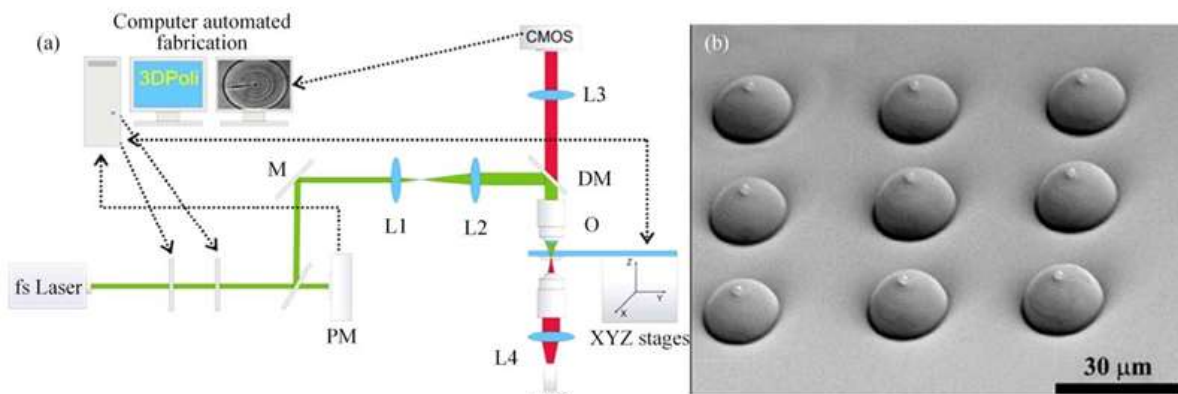 (a)
Computer automated
fabrication
3DPoli
CMOS
L3
M
DM
L1
L2
O
fs Laser
PM
Z
Y
X
XYZ stages
L4
(b)
30 μm